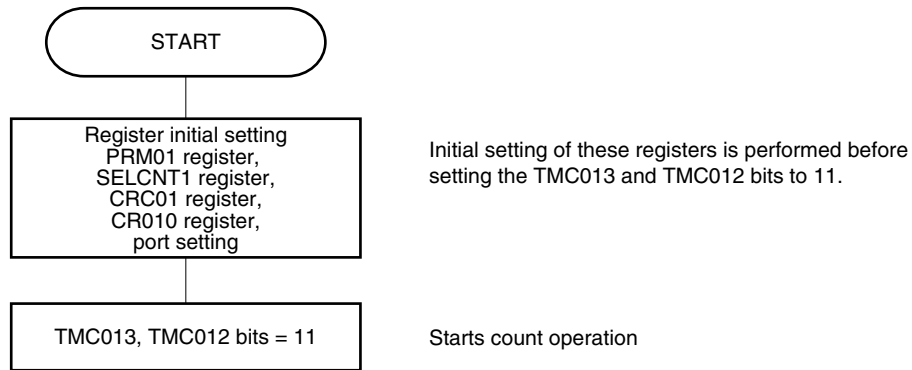 START
Register initial setting
PRM01 register,
SELCNT1 register,
CRC01 register,
CR010 register,
port setting
Initial setting of these registers is performed before
setting the TMC013 and TMC012 bits to 11.
TMC013, TMC012 bits = 11
Starts count operation